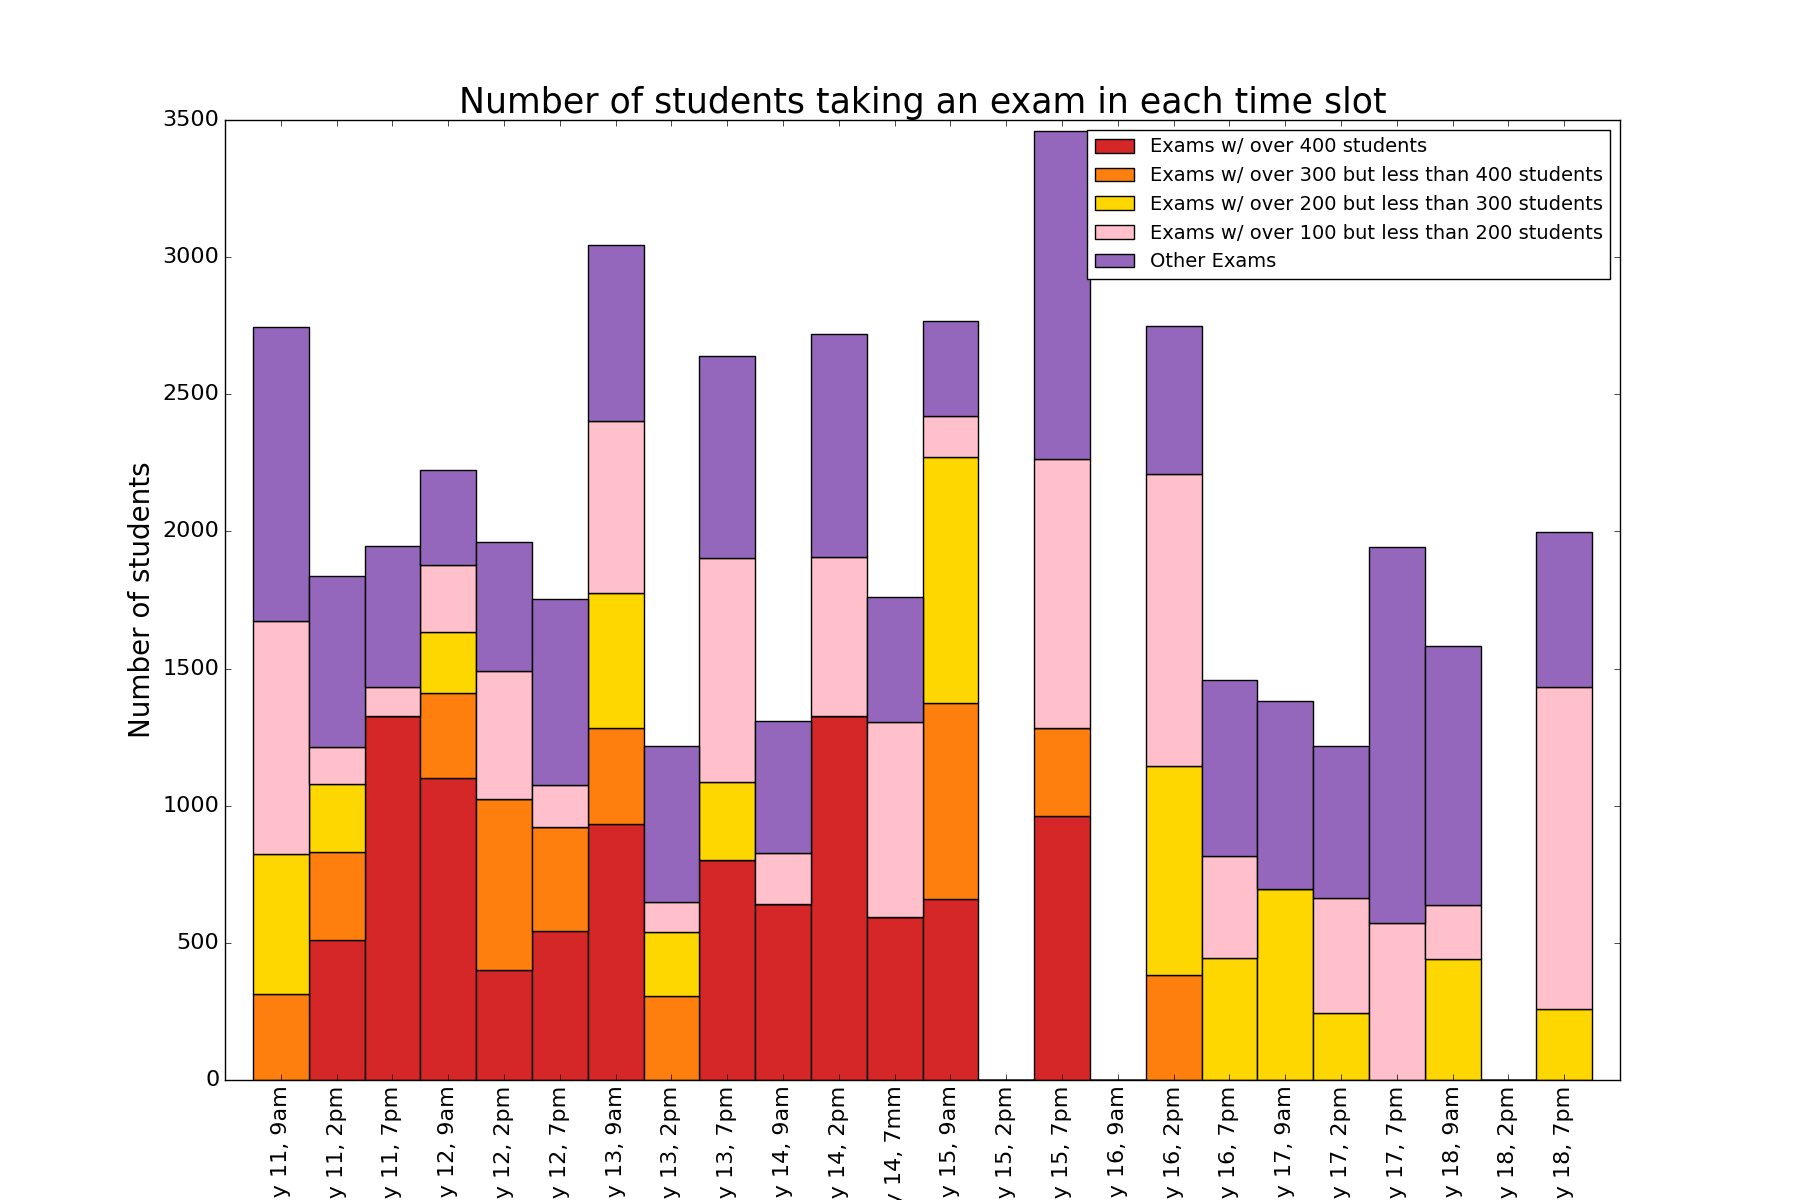 Number of students taking an exam in each time slot
Exams w/ over 400 students
Exams w/ over 300 but less than 400 students
Exams w/ over 200 but less than 300 students
Exams w/ over 100 but less than 200 students
Other Exams
Number of students
3500
3000
2500
2000
1500
1000
500
0
y 11, 9am
y 11, 2pm
y 11, 7pm
y 12, 9am
y 12, 2pm
y 12, 7pm
y 13, 9am
y 13, 2pm
y 13, 7pm
y 14, 9am
y 14, 2pm
y 14, 7mm
y 15, 9am
y 15, 2pm
y 15, 7pm
y 16, 9am
y 16, 2pm
y 16, 7pm
y 17, 9am
y 17, 2pm
y 17, 7pm
y 18, 9am
y 18, 2pm
y 18, 7pm